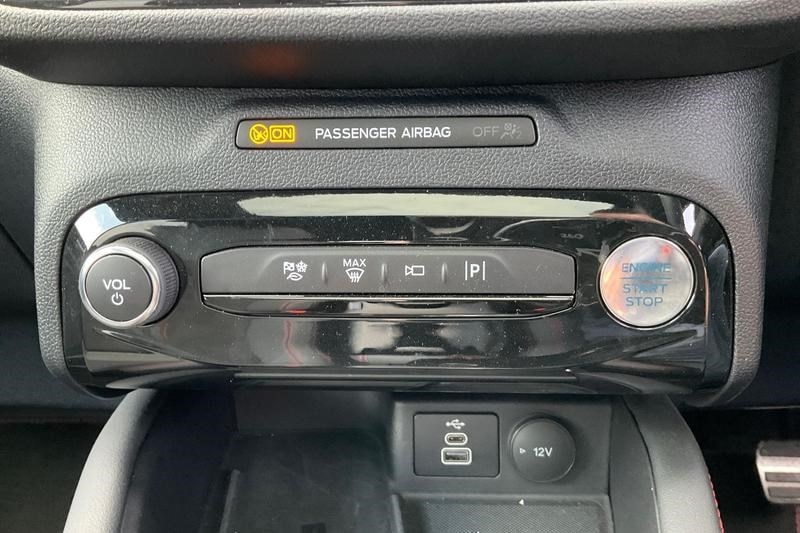 ON PASSENGER AIRBAG OFF
VOL
MAX
P
ENGINE
START
STOP
12V